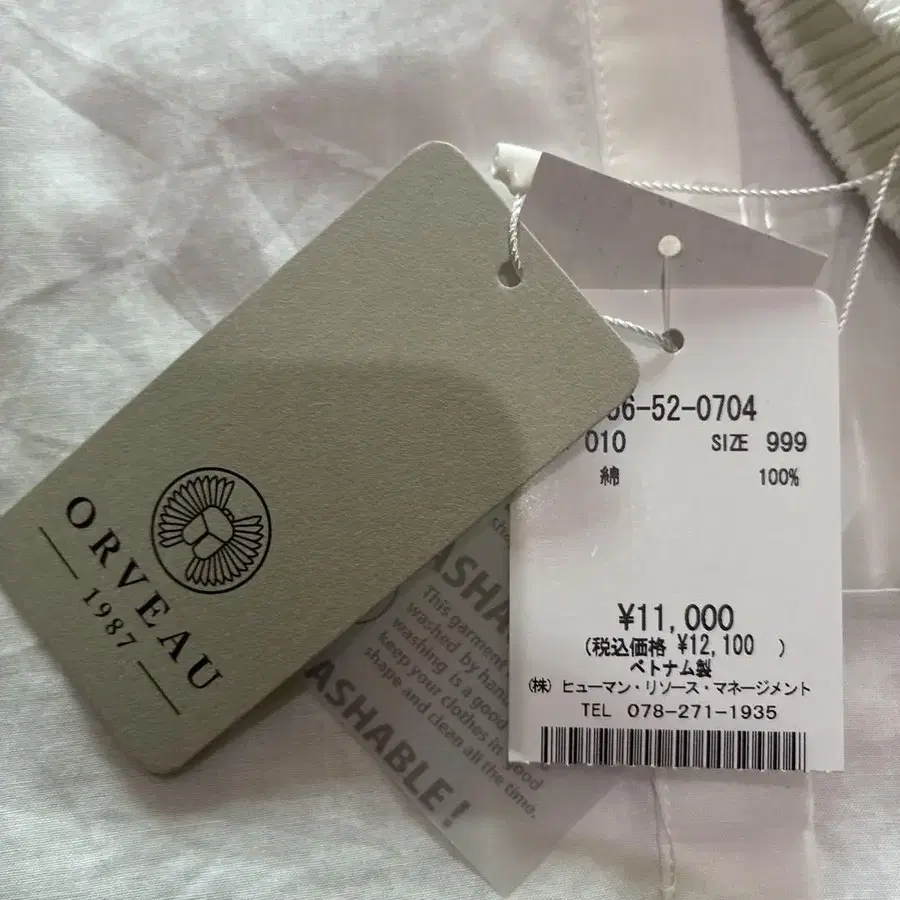 ORVEAU
1987
56-52-0704
010 SIZE 999
綿 100%
¥11,000
(税込価格 ¥12,100 )
ベトナム製
(株) ヒューマン・リソース・マネージメント
TEL 078-271-1935
This garment
washed by hand
washing is a good
keep your clothes in good
shape and clean all the time.
ASHABLE!